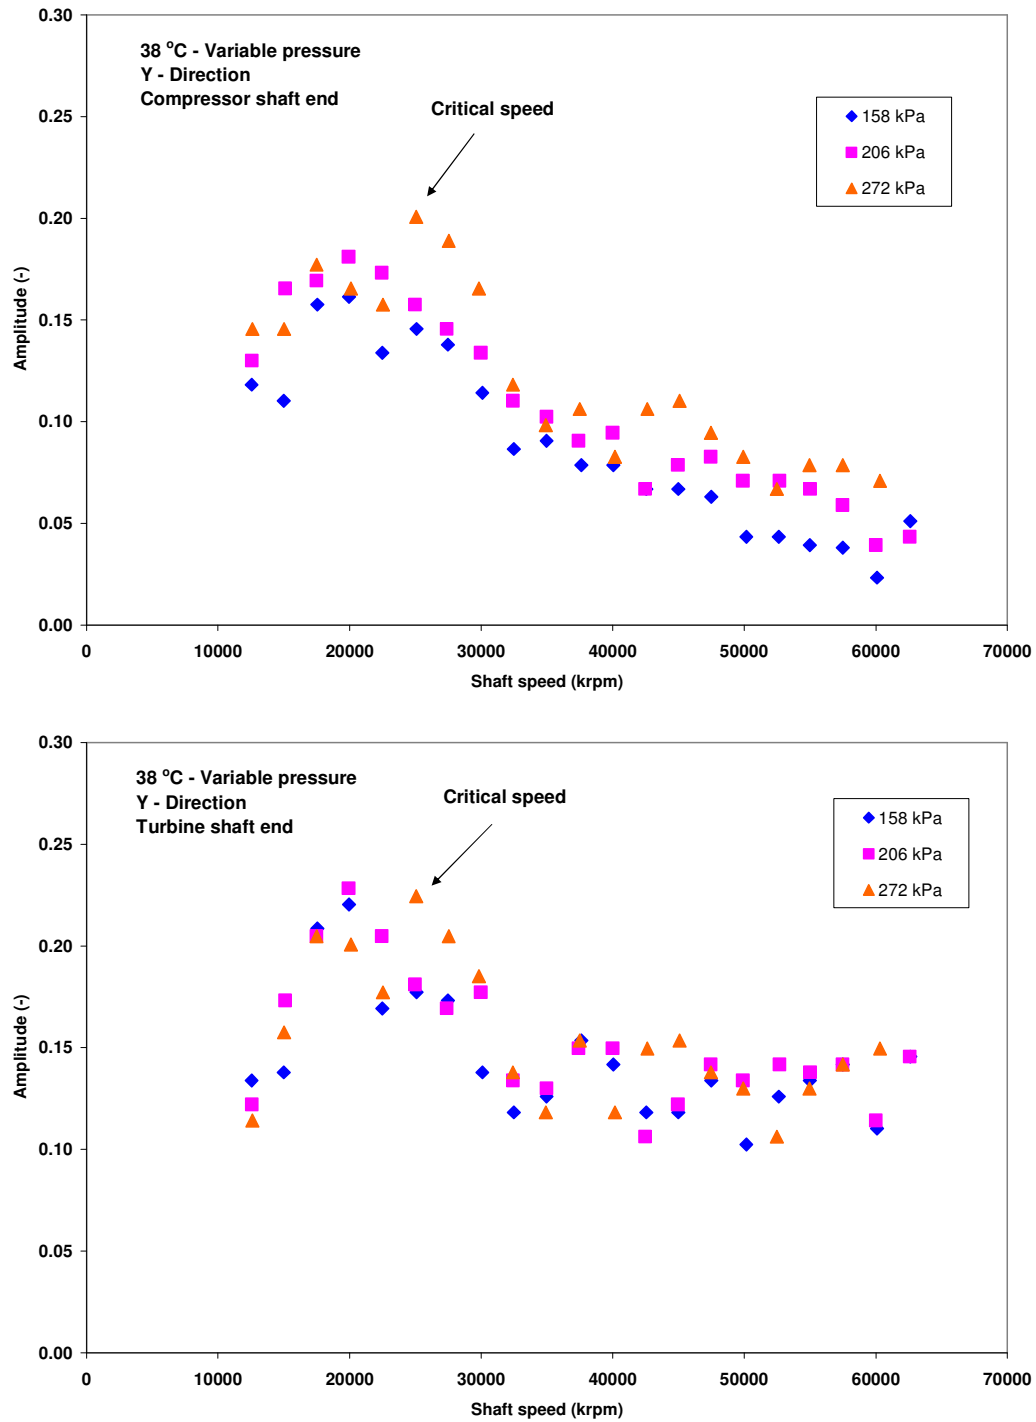 0.30
38 °C - Variable pressure
Y - Direction
Compressor shaft end
Critical speed
158 kPa
206 kPa
272 kPa
0.25
0.20
0.15
0.10
0.05
0.00
Amplitude (-)
0 10000 20000 30000 40000 50000 60000 70000
Shaft speed (krpm)
0.30
38 °C - Variable pressure
Y - Direction
Turbine shaft end
Critical speed
158 kPa
206 kPa
272 kPa
0.25
0.20
0.15
0.10
0.05
0.00
Amplitude (-)
0 10000 20000 30000 40000 50000 60000 70000
Shaft speed (krpm)